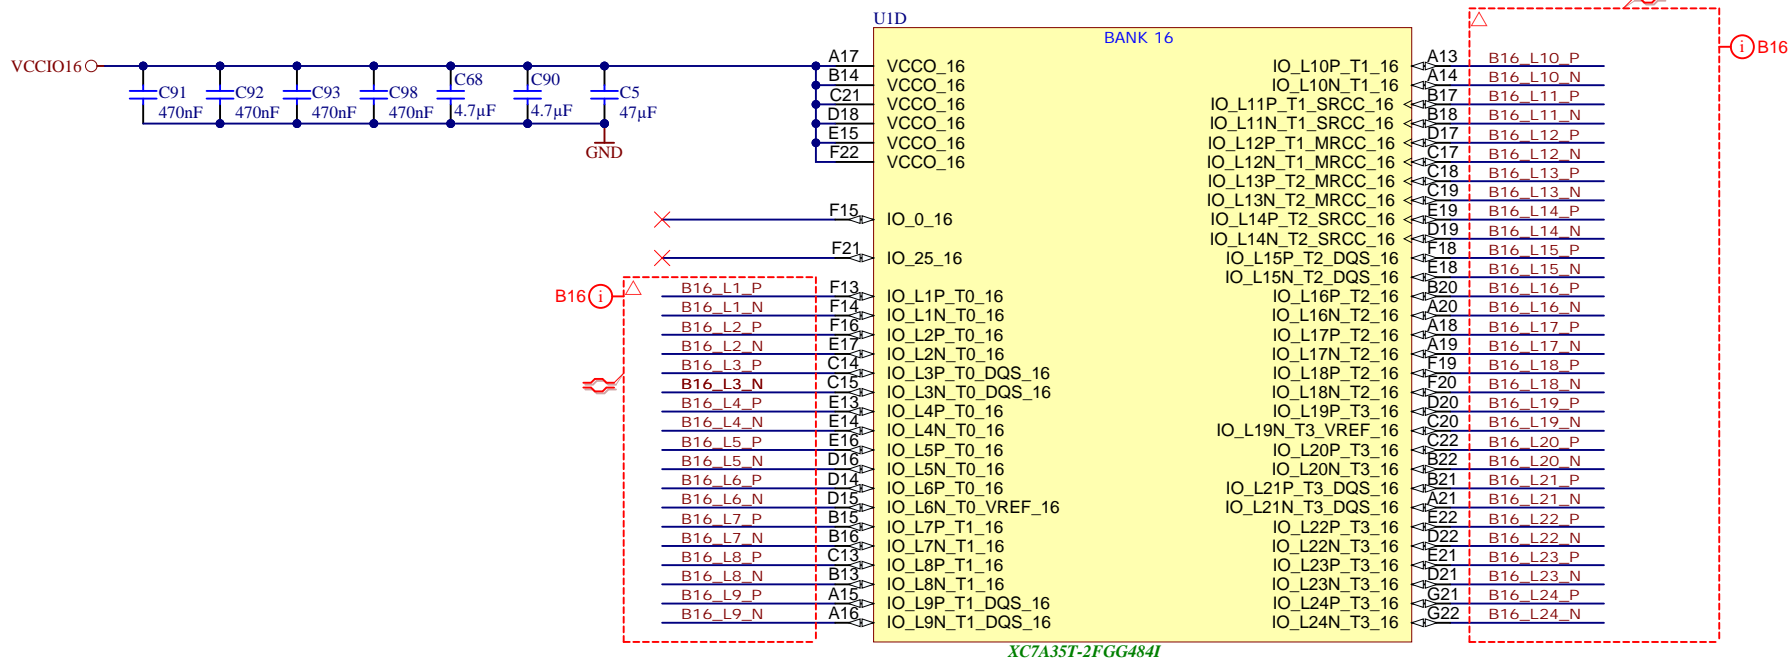 U1D
BANK 16
VCCIO16
C91
470nF
C92
470nF
C93
470nF
C98
470nF
C68
4.7µF
C90
4.7µF
C5
47µF
GND
A17 VCCO_16
B14 VCCO_16
C21 VCCO_16
D18 VCCO_16
E15 VCCO_16
F22 VCCO_16
F15 IO_0_16
F21 IO_25_16
B16 i
B16_L1_P F13 IO_L1P_T0_16
B16_L1_N F14 IO_L1N_T0_16
B16_L2_P F16 IO_L2P_T0_16
B16_L2_N E17 IO_L2N_T0_16
B16_L3_P C14 IO_L3P_T0_DQS_16
B16_L3_N C15 IO_L3N_T0_DQS_16
B16_L4_P E13 IO_L4P_T0_16
B16_L4_N E14 IO_L4N_T0_16
B16_L5_P E16 IO_L5P_T0_16
B16_L5_N D16 IO_L5N_T0_16
B16_L6_P D14 IO_L6P_T0_16
B16_L6_N D15 IO_L6N_T0_VREF_16
B16_L7_P B15 IO_L7P_T1_16
B16_L7_N B16 IO_L7N_T1_16
B16_L8_P C13 IO_L8P_T1_16
B16_L8_N B13 IO_L8N_T1_16
B16_L9_P A15 IO_L9P_T1_DQS_16
B16_L9_N A16 IO_L9N_T1_DQS_16
IO_L10P_T1_16 A13 B16_L10_P
IO_L10N_T1_16 A14 B16_L10_N
IO_L11P_T1_SRCC_16 B17 B16_L11_P
IO_L11N_T1_SRCC_16 B18 B16_L11_N
IO_L12P_T1_MRCC_16 D17 B16_L12_P
IO_L12N_T1_MRCC_16 C17 B16_L12_N
IO_L13P_T2_MRCC_16 C18 B16_L13_P
IO_L13N_T2_MRCC_16 C19 B16_L13_N
IO_L14P_T2_SRCC_16 E19 B16_L14_P
IO_L14N_T2_SRCC_16 D19 B16_L14_N
IO_L15P_T2_DQS_16 F18 B16_L15_P
IO_L15N_T2_DQS_16 E18 B16_L15_N
IO_L16P_T2_16 B20 B16_L16_P
IO_L16N_T2_16 A20 B16_L16_N
IO_L17P_T2_16 A18 B16_L17_P
IO_L17N_T2_16 A19 B16_L17_N
IO_L18P_T2_16 F19 B16_L18_P
IO_L18N_T2_16 F20 B16_L18_N
IO_L19P_T3_16 D20 B16_L19_P
IO_L19N_T3_VREF_16 C20 B16_L19_N
IO_L20P_T3_16 C22 B16_L20_P
IO_L20N_T3_16 B22 B16_L20_N
IO_L21P_T3_DQS_16 B21 B16_L21_P
IO_L21N_T3_DQS_16 A21 B16_L21_N
IO_L22P_T3_16 E22 B16_L22_P
IO_L22N_T3_16 D22 B16_L22_N
IO_L23P_T3_16 E21 B16_L23_P
IO_L23N_T3_16 D21 B16_L23_N
IO_L24P_T3_16 G21 B16_L24_P
IO_L24N_T3_16 G22 B16_L24_N
i B16
XC7A35T-2FGG484I